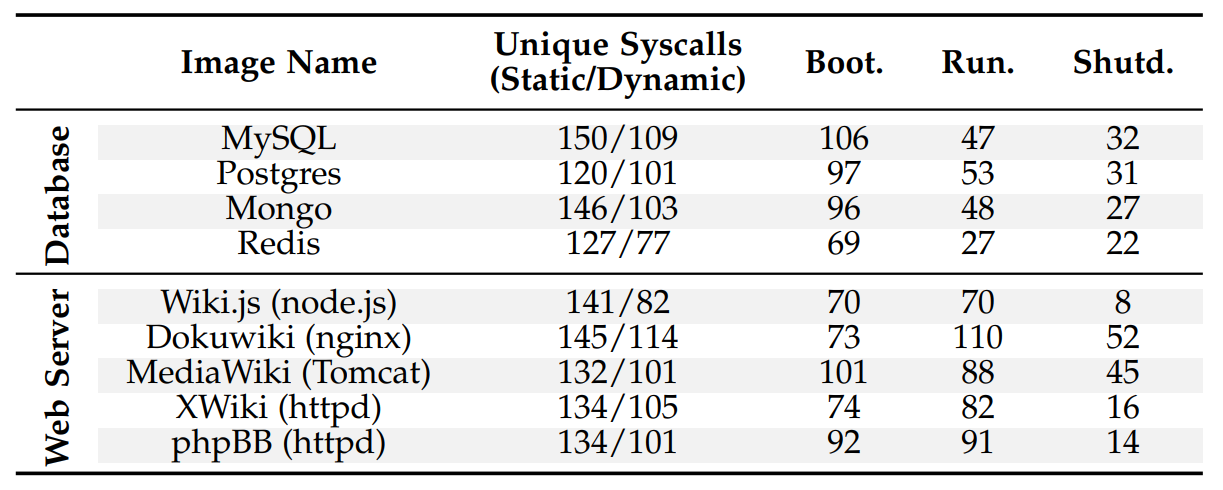 Image Name Unique Syscalls (Static/Dynamic) Boot. Run. Shutd.
Database
MySQL 150/109 106 47 32
Postgres 120/101 97 53 31
Mongo 146/103 96 48 27
Redis 127/77 69 27 22
Web Server
Wiki.js (node.js) 141/82 70 70 8
Dokuwiki (nginx) 145/114 73 110 52
MediaWiki (Tomcat) 132/101 101 88 45
XWiki (httpd) 134/105 74 82 16
phpBB (httpd) 134/101 92 91 14